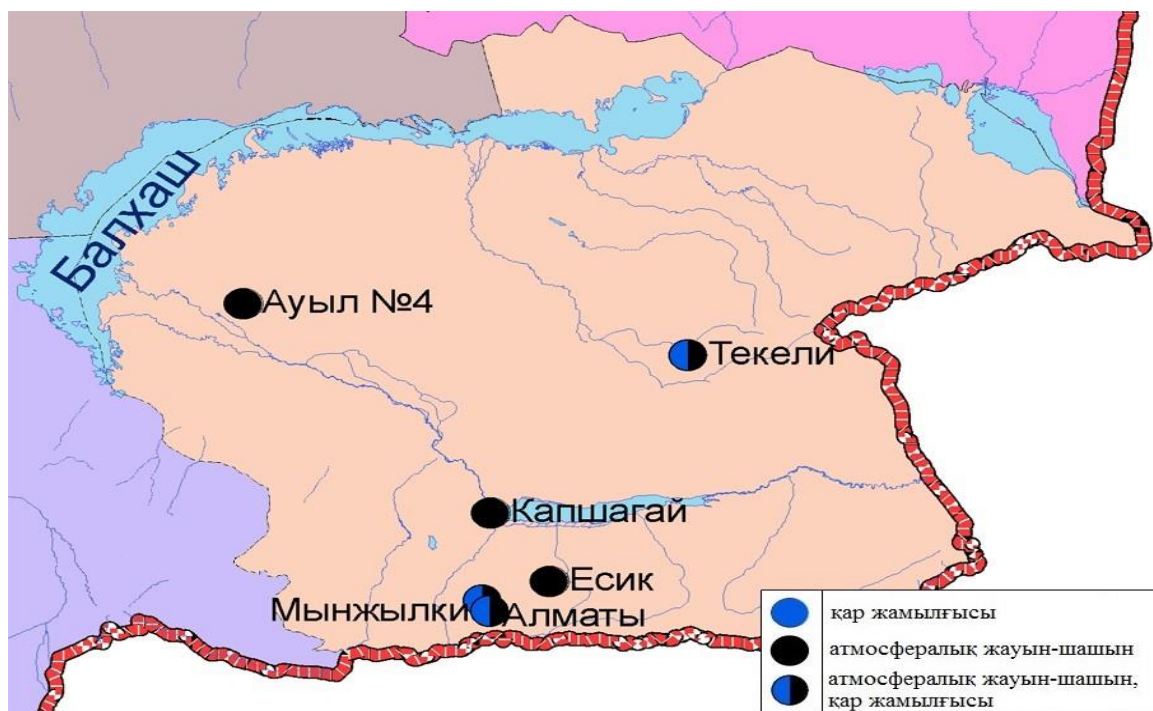 Балхаш
Ауыл №4
Текели
Капшагай
Есик
Мынжылки
Алматы
қар жамылғысы
атмосфералық жауын-шашын
атмосфералық жауын-шашын,
қар жамылғысы